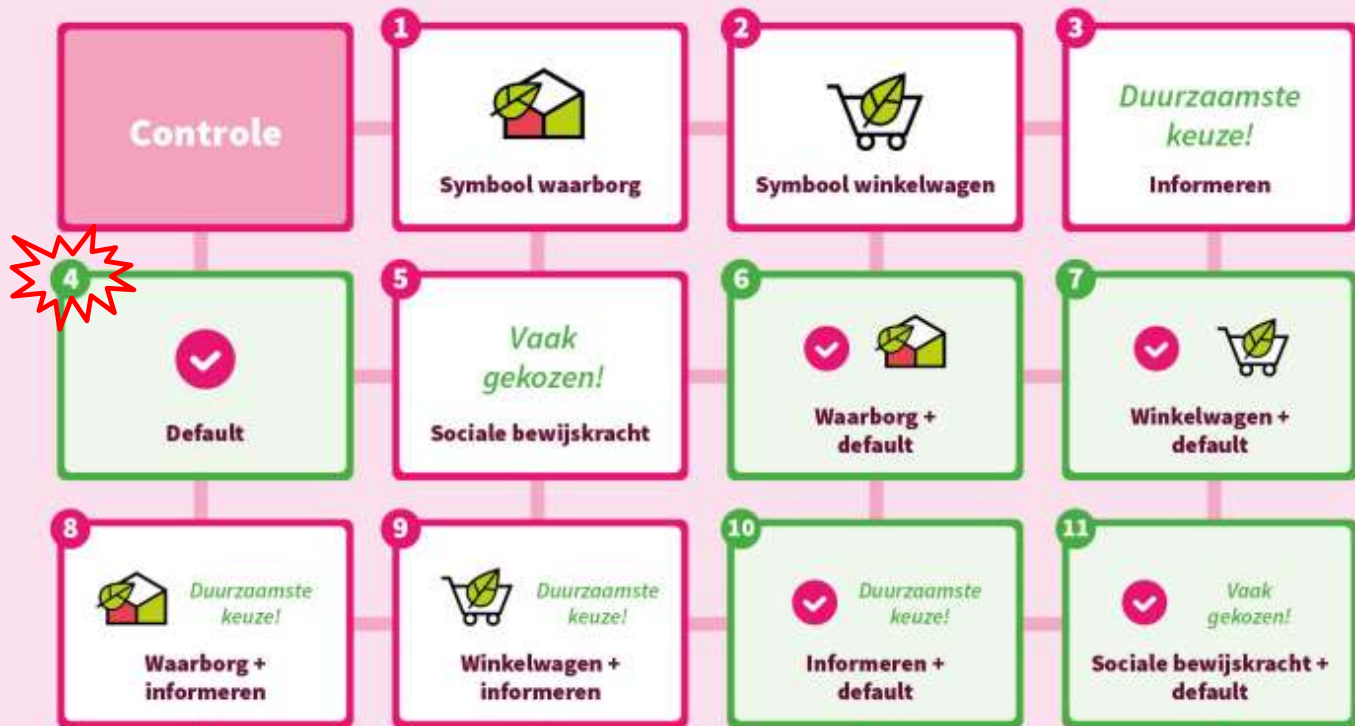 Controle
1
Symbool waarborg
2
Symbool winkelwagen
3
Duurzaamste
keuze!
Informeren
4
Default
5
Vaak
gekozen!
Sociale bewijskracht
6
Waarborg +
default
7
Winkelwagen +
default
8
Duurzaamste
keuze!
Waarborg +
informeren
9
Duurzaamste
keuze!
Winkelwagen +
informeren
10
Duurzaamste
keuze!
Informeren +
default
11
Vaak
gekozen!
Sociale bewijskracht +
default